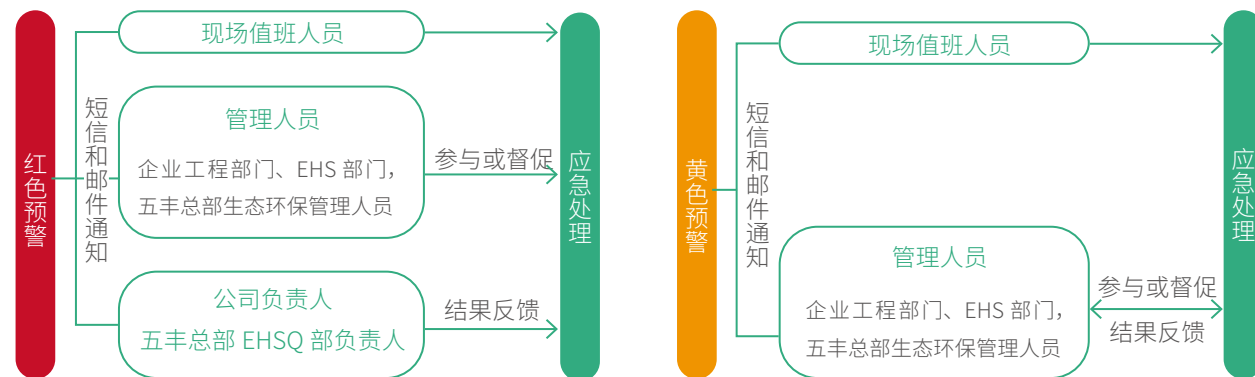 红色预警
短信和邮件通知
现场值班人员
管理人员
企业工程部门、EHS 部门，
五丰总部生态环保管理人员
参与或督促
公司负责人
五丰总部 EHSQ 部负责人
结果反馈
应急处理
黄色预警
短信和邮件通知
现场值班人员
管理人员
企业工程部门、EHS 部门，
五丰总部生态环保管理人员
参与或督促
结果反馈
应急处理